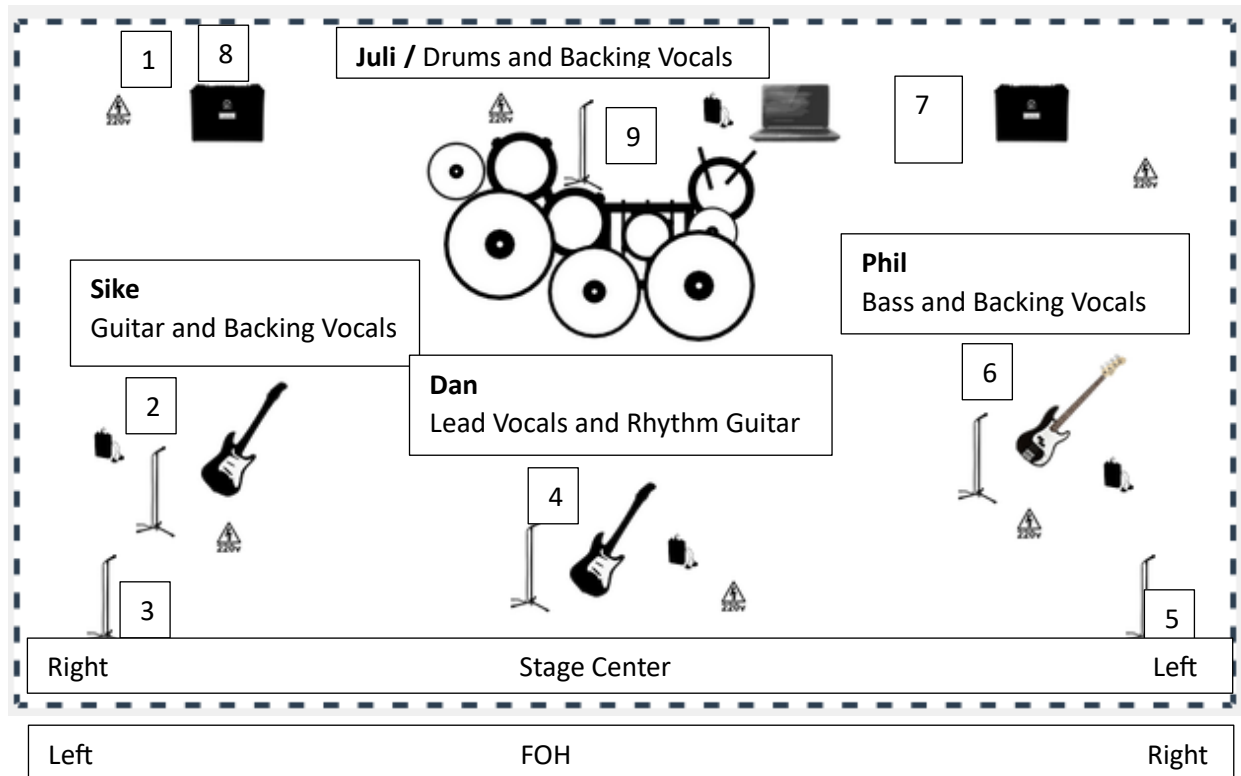 1
8
Juli / Drums and Backing Vocals
220v
220v
9
7
220v
Sike
Guitar and Backing Vocals
Phil
Bass and Backing Vocals
Dan
Lead Vocals and Rhythm Guitar
2
6
4
220v
220v
220v
3
5
Right Stage Center Left
Left FOH Right